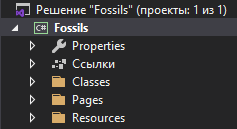 Решение "Fossils" (проекты: 1 из 1)
C# Fossils
Properties
Ссылки
Classes
Pages
Resources